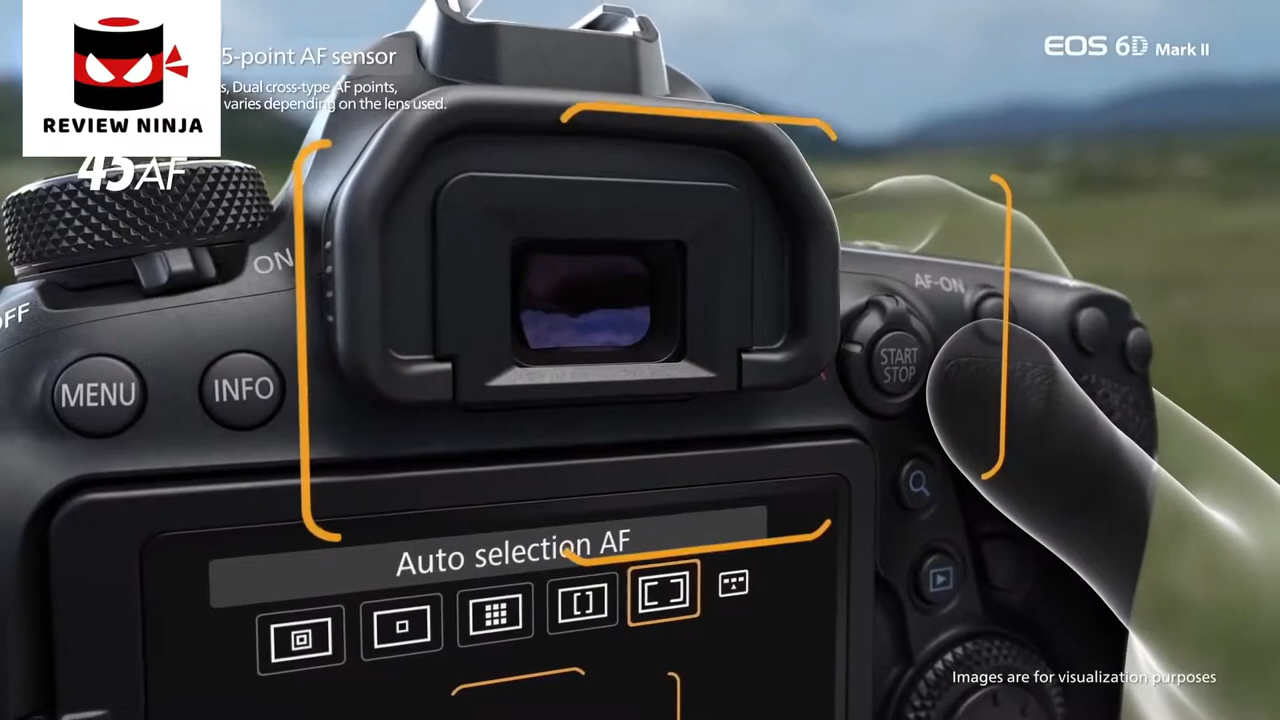 5-point AF sensor
EOS 6D Mark II
s, Dual cross-type AF points,
varies depending on the lens used.
REVIEW NINJA
45AF
ON
OFF
AF-ON
MENU
INFO
START
STOP
Auto selection AF
Images are for visualization purposes